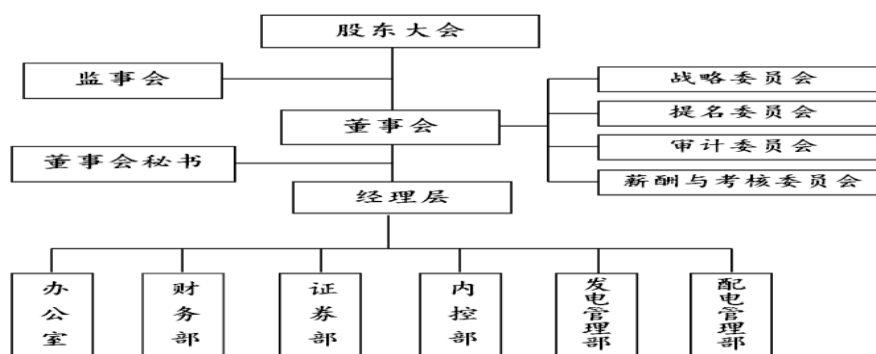 股东大会
监事会
战略委员会
提名委员会
董事会
审计委员会
董事会秘书
薪酬与考核委员会
经理层
办公室
财务部
证券部
内控部
发电管理部
配电管理部